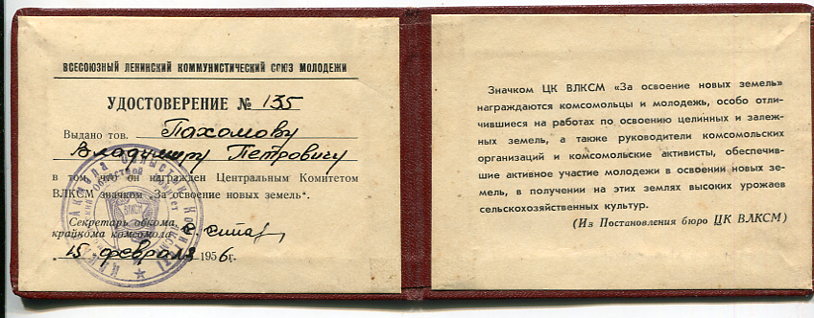 ВСЕСОЮЗНЫЙ ЛЕНИНСКИЙ КОММУНИСТИЧЕСКИЙ СОЮЗ МОЛОДЕЖИ
УДОСТОВЕРЕНИЕ № 135
Выдано тов. Пахомову
Владимиру Петровичу
в том, что он награжден Центральным Комитетом
ВЛКСМ значком „За освоение новых земель“.
Секретарь обкома,
крайкома комсомола
„15 февраля 1956 г.
Значком ЦК ВЛКСМ «За освоение новых земель»
награждаются комсомольцы и молодежь, особо отли-
чившиеся на работах по освоению целинных и залеж-
ных земель, а также руководители комсомольских
организаций и комсомольские активисты, обеспечив-
шие активное участие молодежи в освоении новых зе-
мель, в получении на этих землях высоких урожаев
сельскохозяйственных культур.
(Из Постановления бюро ЦК ВЛКСМ)